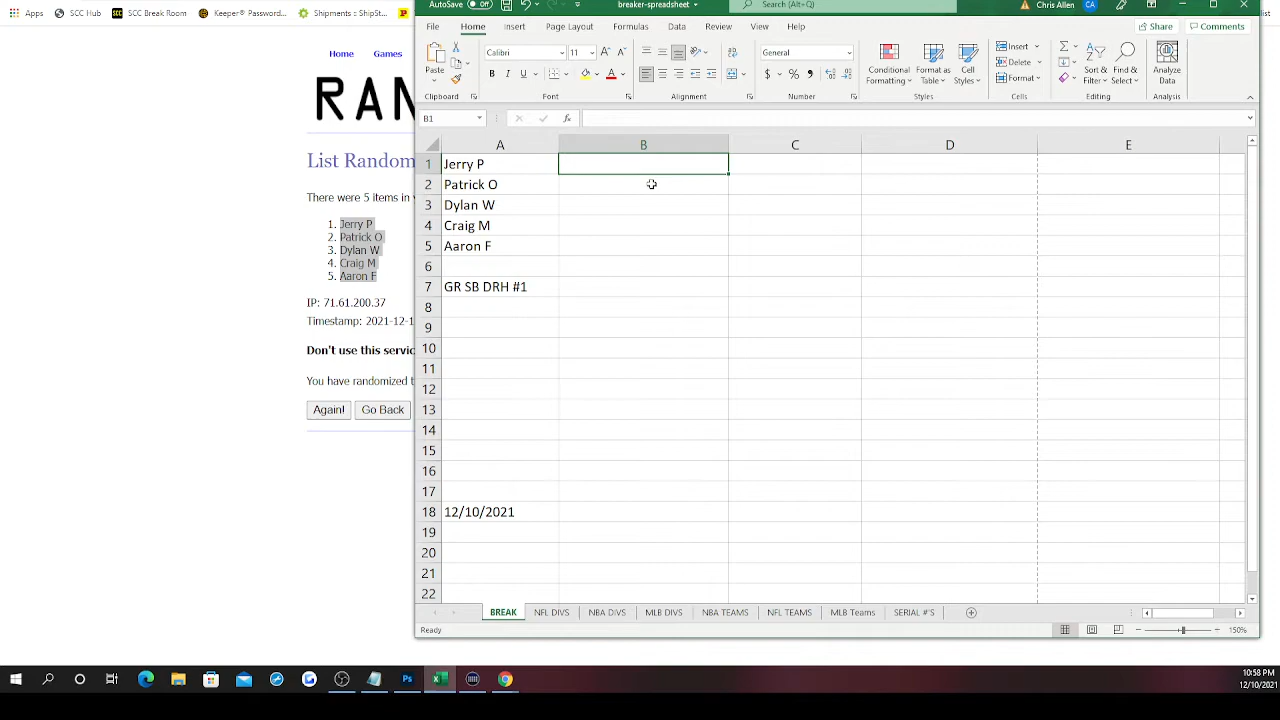 Apps SCC Hub SCC Break Room Keeper® Password... Shipments :: ShipSt...
Home Games
RAN
List Random
There were 5 items in y
1. Jerry P
2. Patrick O
3. Dylan W
4. Craig M
5. Aaron F
IP: 71.61.200.37
Timestamp: 2021-12-1
Don't use this servic
You have randomized t
Again! Go Back
AutoSave Off breaker-spreadsheet Search (Alt+Q) Chris Allen CA
File Home Insert Page Layout Formulas Data Review View Help Share Comments
Paste Calibri 11 General Conditional Formatting Format as Table Cell Styles Insert Delete Format Sort & Filter Find & Select Analyze Data
Clipboard Font Alignment Number Styles Cells Editing Analysis
B1 fx
A B C D E
1 Jerry P
2 Patrick O
3 Dylan W
4 Craig M
5 Aaron F
6
7 GR SB DRH #1
8
9
10
11
12
13
14
15
16
17
18 12/10/2021
19
20
21
22
BREAK NFL DIVS NBA DIVS MLB DIVS NBA TEAMS NFL TEAMS MLB Teams SERIAL #'S
Ready 150%
10:58 PM
12/10/2021